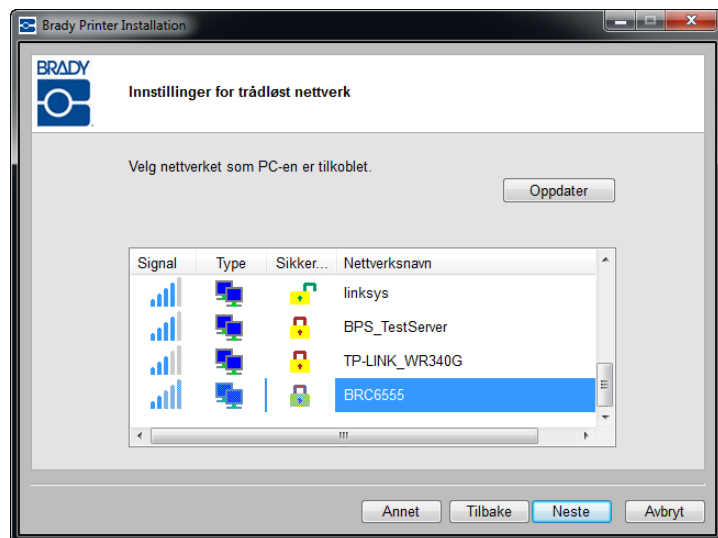 Brady Printer Installation
BRADY
Innstillinger for trådløst nettverk
Velg nettverket som PC-en er tilkoblet.
Oppdater
Signal Type Sikker... Nettverksnavn
linksys
BPS_TestServer
TP-LINK_WR340G
BRC6555
Annet Tilbake Neste Avbryt